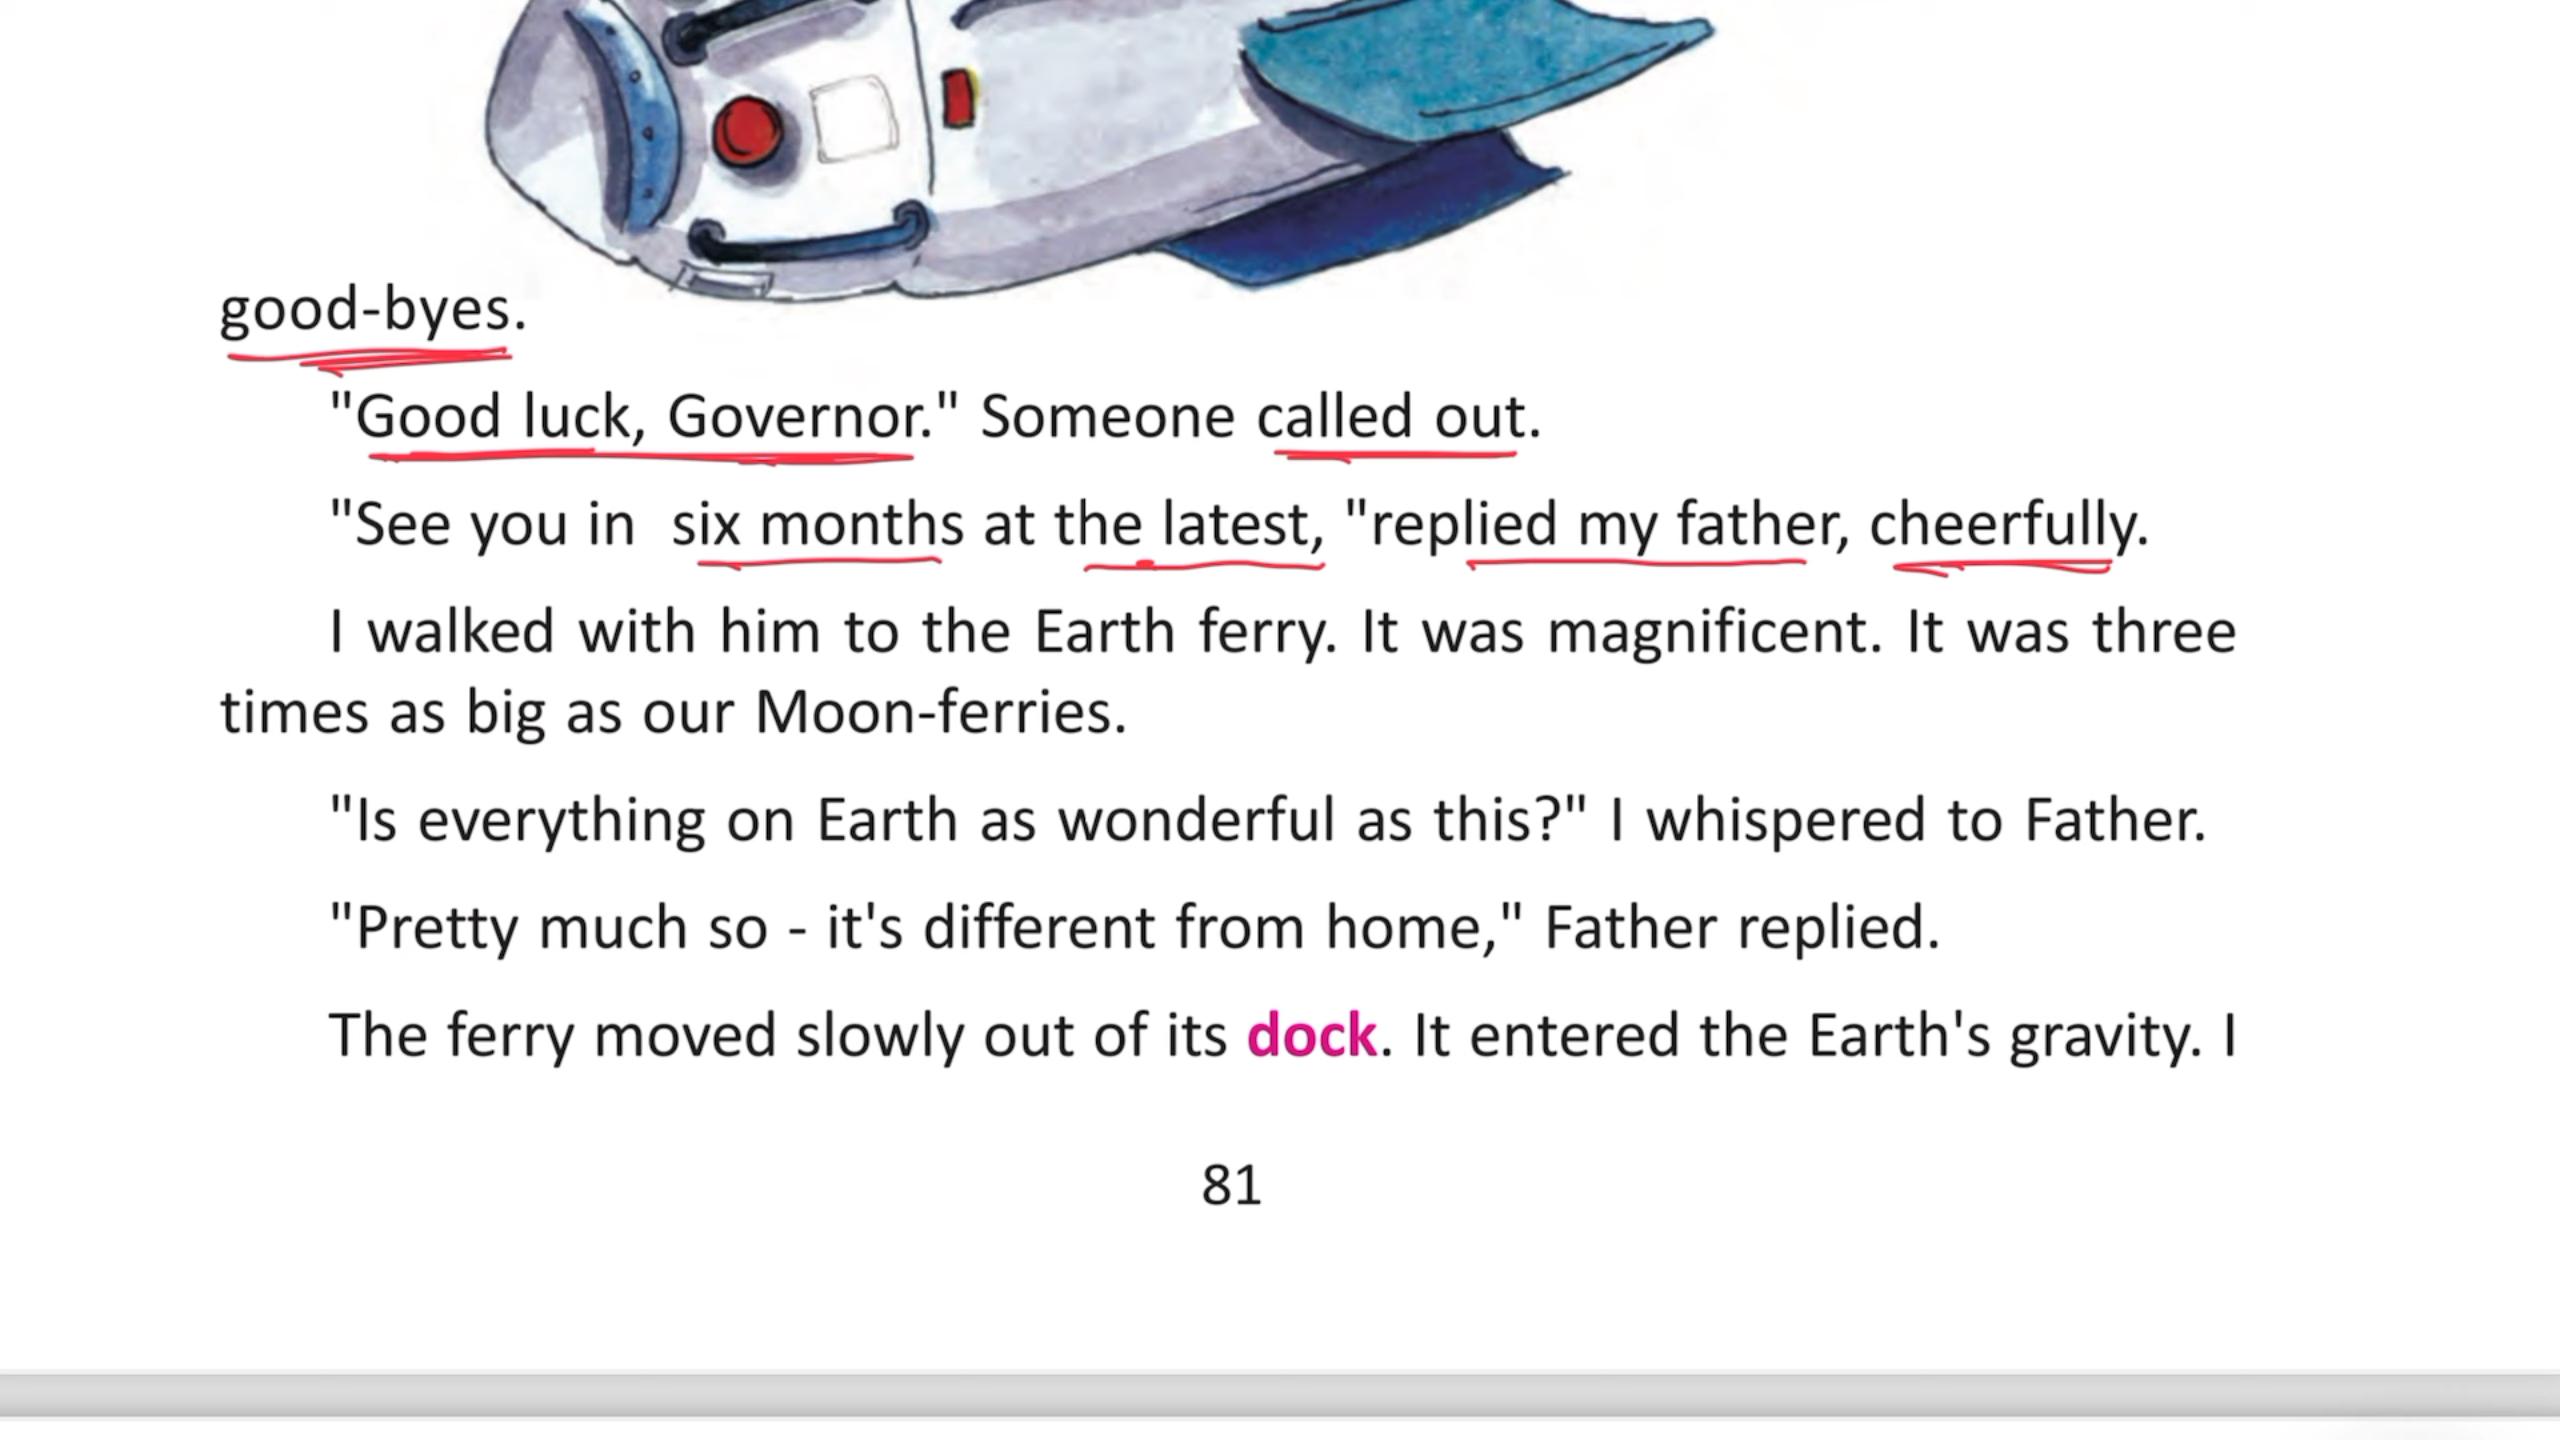 good-byes.
"Good luck, Governor." Someone called out.
"See you in  six months at the latest, "replied my father, cheerfully.
I walked with him to the Earth ferry. It was magnificent. It was three
times as big as our Moon-ferries.
"Is everything on Earth as wonderful as this?" I whispered to Father.
"Pretty much so - it's different from home," Father replied.
The ferry moved slowly out of its dock. It entered the Earth's gravity. I
81